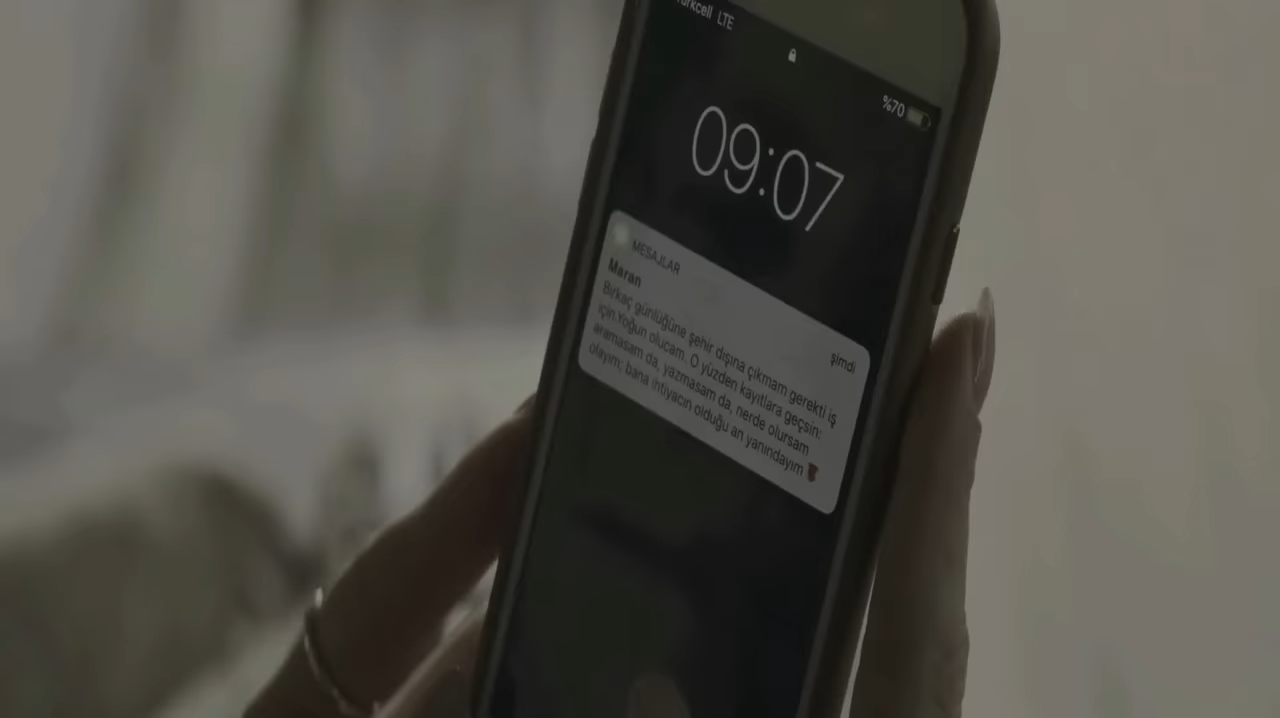 Turkcell LTE
%70
09:07
MESAJLAR
şimdi
Maran
Birkaç günlüğüne şehir dışına çıkmam gerekti iş
için.Yoğun olucam. O yüzden kayıtlara geçsin:
aramasam da, yazmasam da, nerde olursam
olayım; bana ihtiyacın olduğu an yanındayım